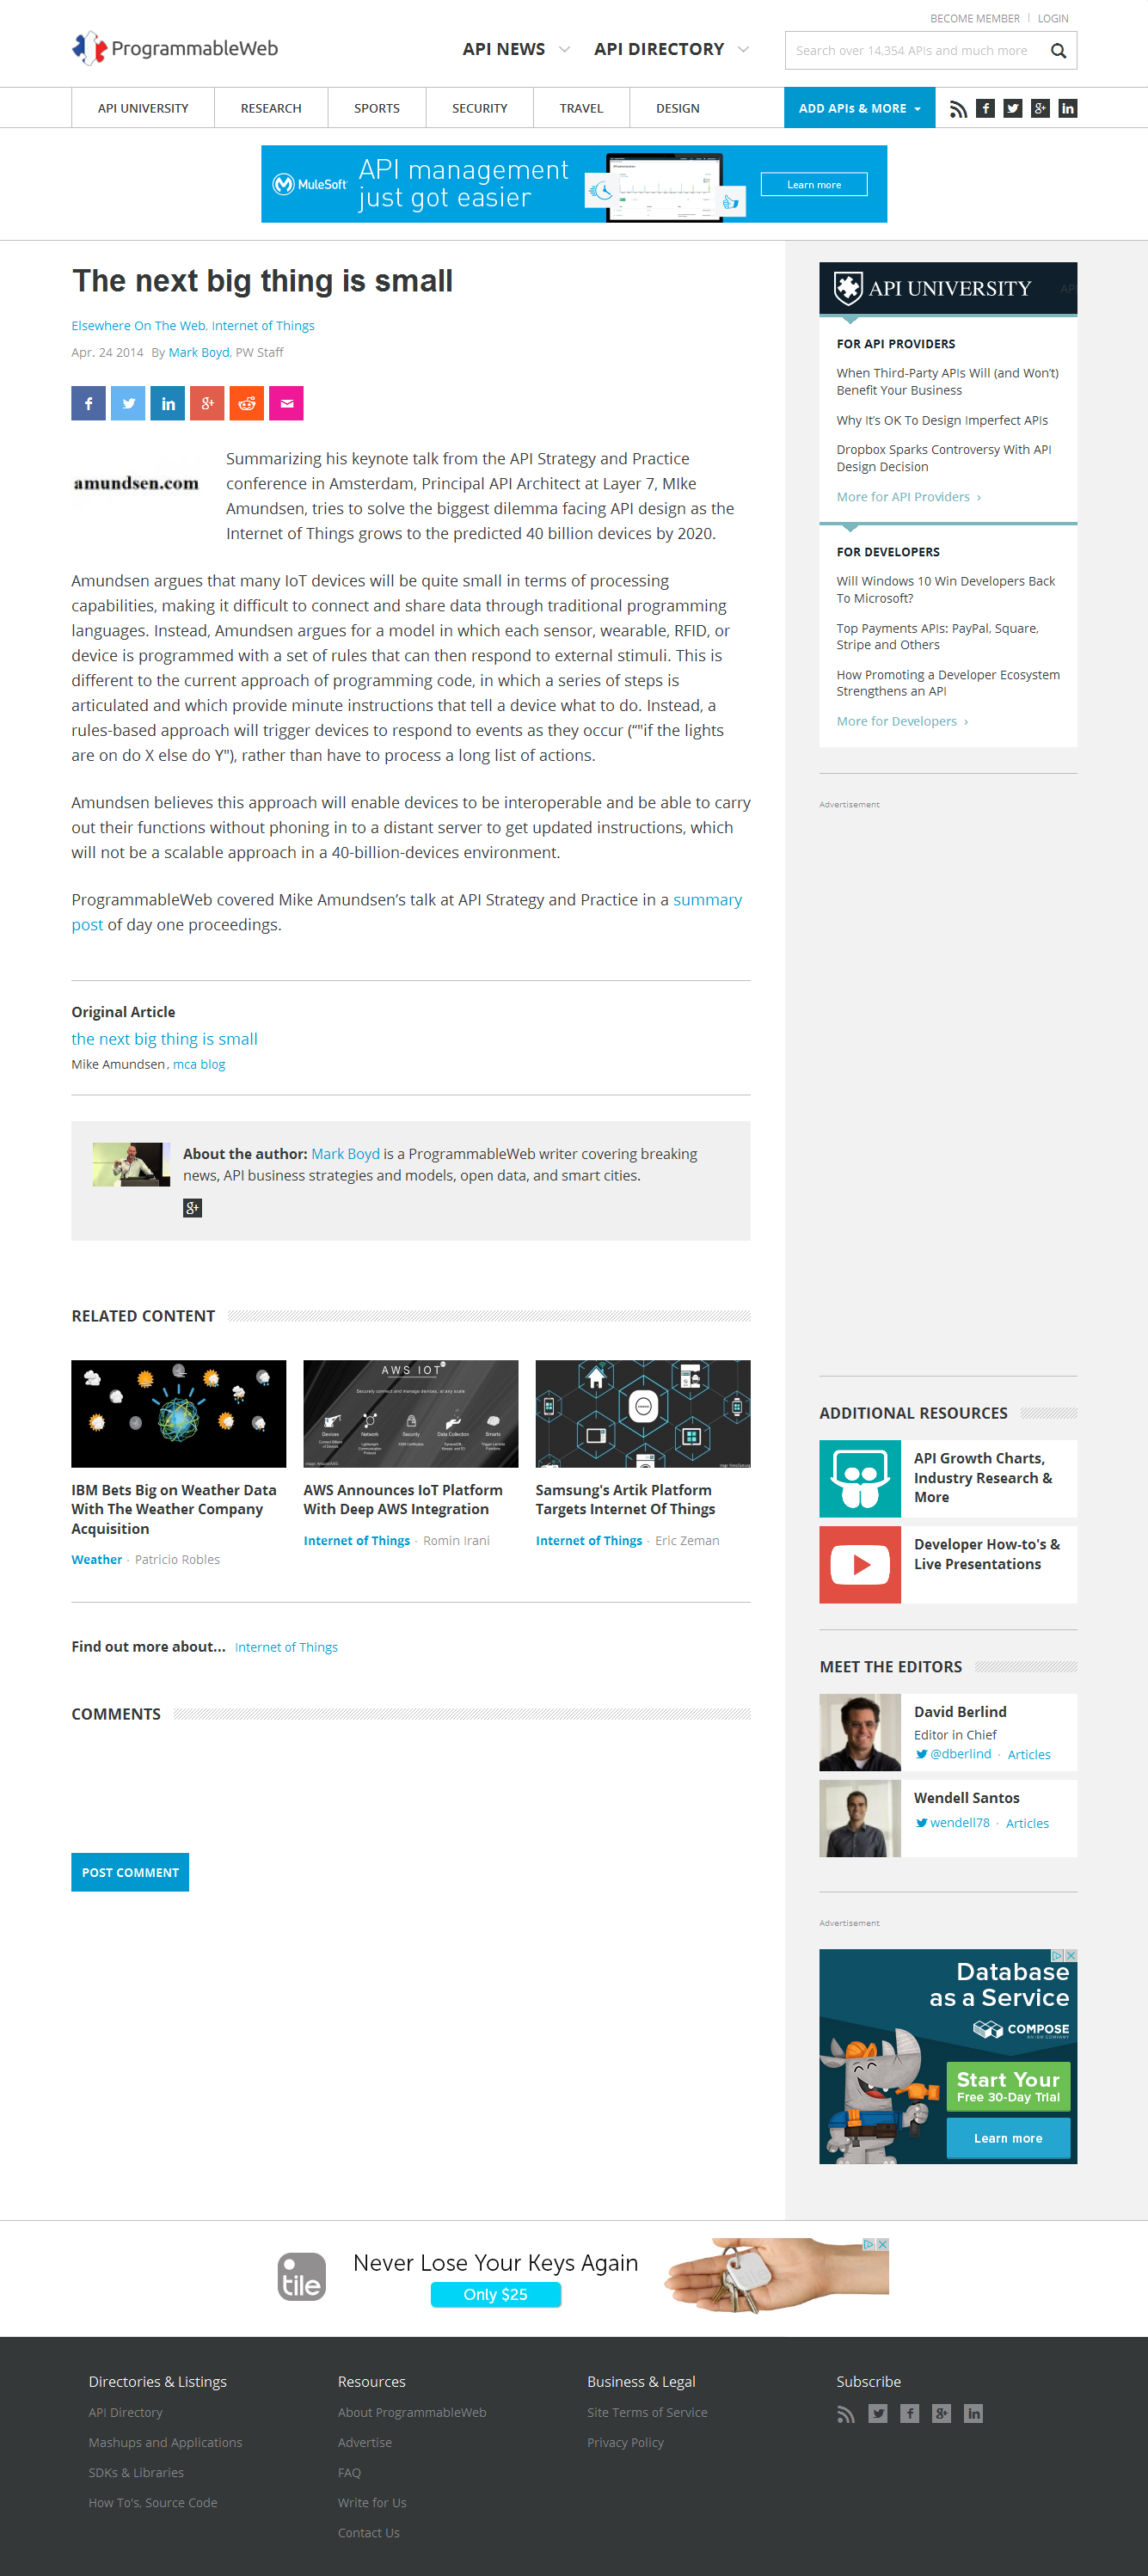 BECOME MEMBER | LOGIN
ProgrammableWeb
API NEWS
API DIRECTORY
Search over 14,354 APIs and much more
API UNIVERSITY
RESEARCH
SPORTS
SECURITY
TRAVEL
DESIGN
ADD APIs & MORE
MuleSoft
API management
just got easier
Learn more
The next big thing is small
Elsewhere On The Web, Internet of Things
Apr. 24 2014 By Mark Boyd, PW Staff
amundsen.com
Summarizing his keynote talk from the API Strategy and Practice
conference in Amsterdam, Principal API Architect at Layer 7, MIke
Amundsen, tries to solve the biggest dilemma facing API design as the
Internet of Things grows to the predicted 40 billion devices by 2020.
Amundsen argues that many IoT devices will be quite small in terms of processing
capabilities, making it difficult to connect and share data through traditional programming
languages. Instead, Amundsen argues for a model in which each sensor, wearable, RFID, or
device is programmed with a set of rules that can then respond to external stimuli. This is
different to the current approach of programming code, in which a series of steps is
articulated and which provide minute instructions that tell a device what to do. Instead, a
rules-based approach will trigger devices to respond to events as they occur (“"if the lights
are on do X else do Y"), rather than have to process a long list of actions.
Amundsen believes this approach will enable devices to be interoperable and be able to carry
out their functions without phoning in to a distant server to get updated instructions, which
will not be a scalable approach in a 40-billion-devices environment.
ProgrammableWeb covered Mike Amundsen’s talk at API Strategy and Practice in a summary
post of day one proceedings.
Original Article
the next big thing is small
Mike Amundsen, mca blog
About the author: Mark Boyd is a ProgrammableWeb writer covering breaking
news, API business strategies and models, open data, and smart cities.
RELATED CONTENT
IBM Bets Big on Weather Data
With The Weather Company
Acquisition
Weather · Patricio Robles
AWS IOT
Securely connect and manage devices, at any scale
Devices
Network
Security
Data Collection
Smarts
AWS Announces IoT Platform
With Deep AWS Integration
Internet of Things · Romin Irani
Samsung's Artik Platform
Targets Internet Of Things
Internet of Things · Eric Zeman
Find out more about... Internet of Things
COMMENTS
POST COMMENT
API UNIVERSITY
AP
FOR API PROVIDERS
When Third-Party APIs Will (and Won’t)
Benefit Your Business
Why It’s OK To Design Imperfect APIs
Dropbox Sparks Controversy With API
Design Decision
More for API Providers ›
FOR DEVELOPERS
Will Windows 10 Win Developers Back
To Microsoft?
Top Payments APIs: PayPal, Square,
Stripe and Others
How Promoting a Developer Ecosystem
Strengthens an API
More for Developers ›
Advertisement
ADDITIONAL RESOURCES
API Growth Charts,
Industry Research &
More
Developer How-to's &
Live Presentations
MEET THE EDITORS
David Berlind
Editor in Chief
@dberlind · Articles
Wendell Santos
wendell78 · Articles
Advertisement
Database
as a Service
COMPOSE
AN IBM COMPANY
Start Your
Free 30-Day Trial
Learn more
tile
Never Lose Your Keys Again
Only $25
Directories & Listings
API Directory
Mashups and Applications
SDKs & Libraries
How To's, Source Code
Resources
About ProgrammableWeb
Advertise
FAQ
Write for Us
Contact Us
Business & Legal
Site Terms of Service
Privacy Policy
Subscribe